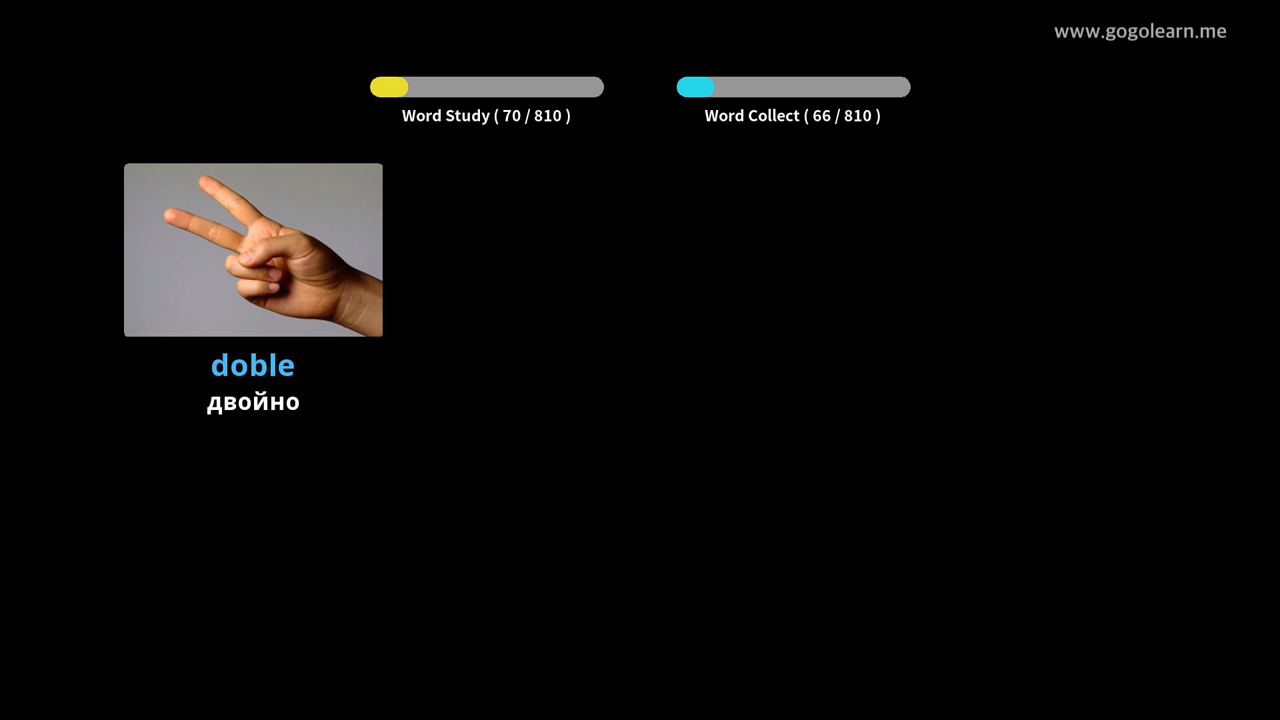 www.gogolearn.me
Word Study ( 70 / 810 )
Word Collect ( 66 / 810 )
doble
двойно